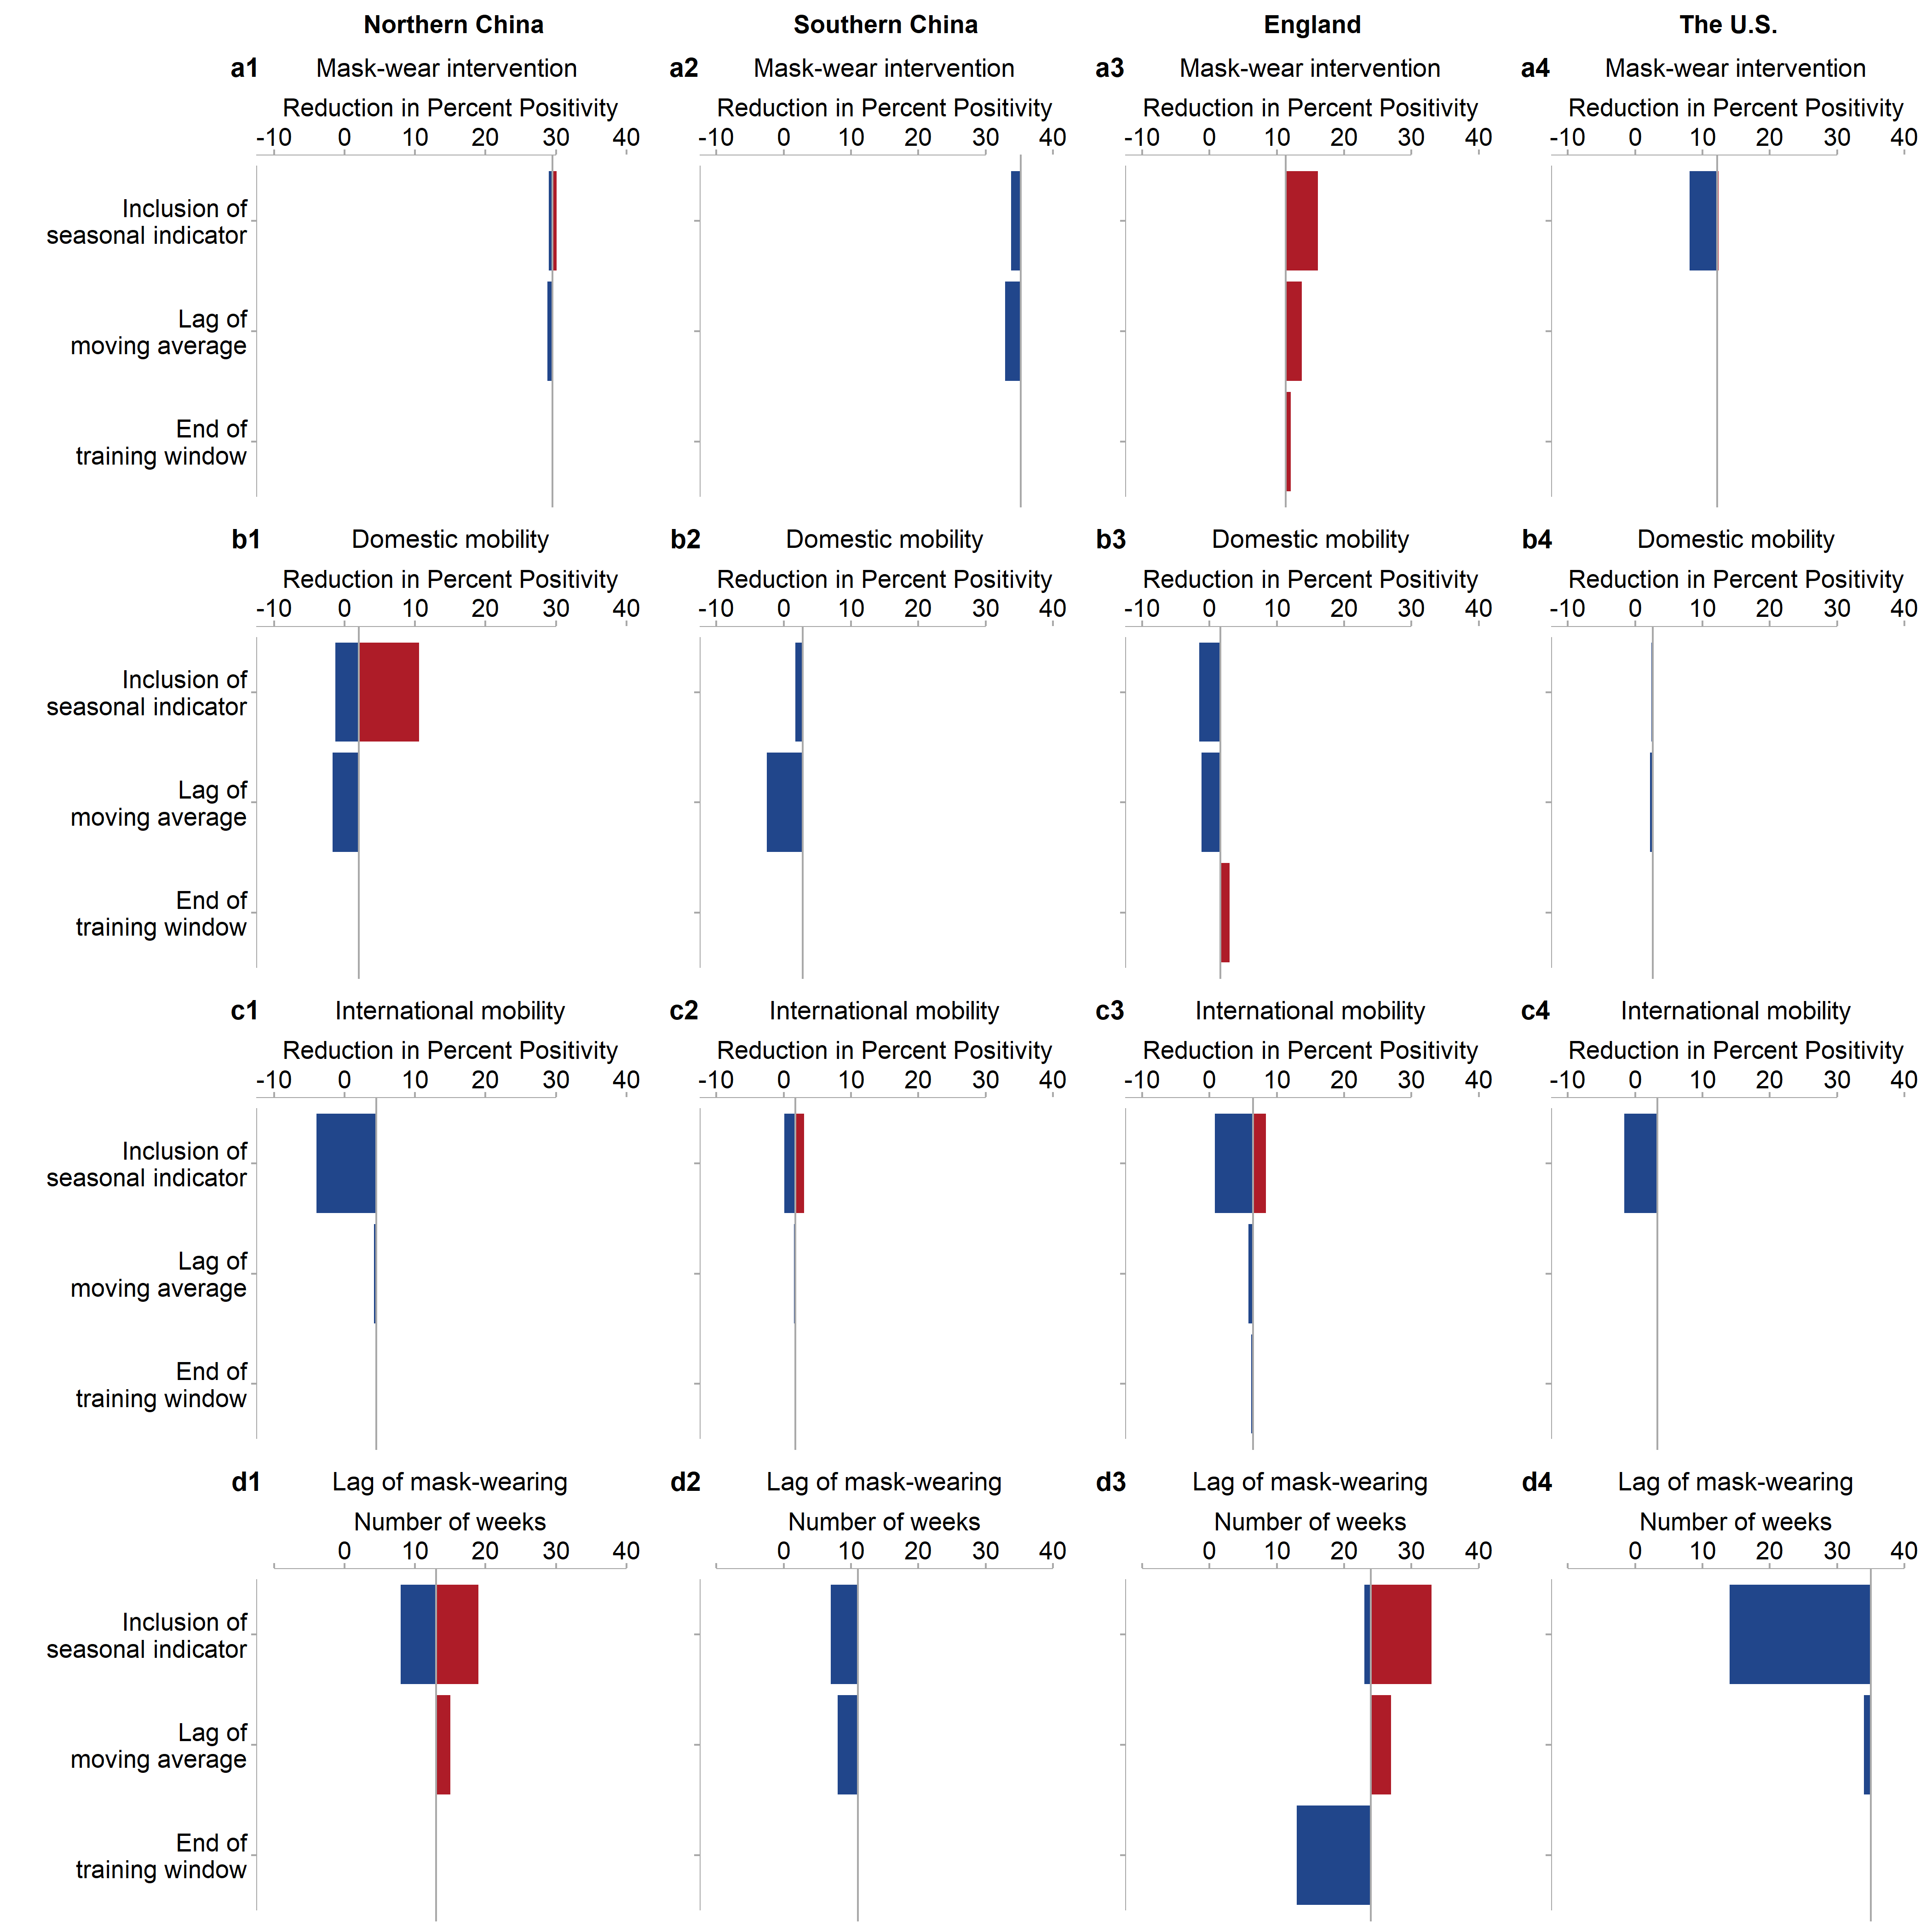 Northern China Southern China England The U.S.
a1 Mask-wear intervention a2 Mask-wear intervention a3 Mask-wear intervention a4 Mask-wear intervention
Reduction in Percent Positivity Reduction in Percent Positivity Reduction in Percent Positivity Reduction in Percent Positivity
-10 0 10 20 30 40 -10 0 10 20 30 40 -10 0 10 20 30 40 -10 0 10 20 30 40
Inclusion of
seasonal indicator
Lag of
moving average
End of
training window
b1 Domestic mobility b2 Domestic mobility b3 Domestic mobility b4 Domestic mobility
Reduction in Percent Positivity Reduction in Percent Positivity Reduction in Percent Positivity Reduction in Percent Positivity
-10 0 10 20 30 40 -10 0 10 20 30 40 -10 0 10 20 30 40 -10 0 10 20 30 40
Inclusion of
seasonal indicator
Lag of
moving average
End of
training window
c1 International mobility c2 International mobility c3 International mobility c4 International mobility
Reduction in Percent Positivity Reduction in Percent Positivity Reduction in Percent Positivity Reduction in Percent Positivity
-10 0 10 20 30 40 -10 0 10 20 30 40 -10 0 10 20 30 40 -10 0 10 20 30 40
Inclusion of
seasonal indicator
Lag of
moving average
End of
training window
d1 Lag of mask-wearing d2 Lag of mask-wearing d3 Lag of mask-wearing d4 Lag of mask-wearing
Number of weeks Number of weeks Number of weeks Number of weeks
0 10 20 30 40 0 10 20 30 40 0 10 20 30 40 0 10 20 30 40
Inclusion of
seasonal indicator
Lag of
moving average
End of
training window